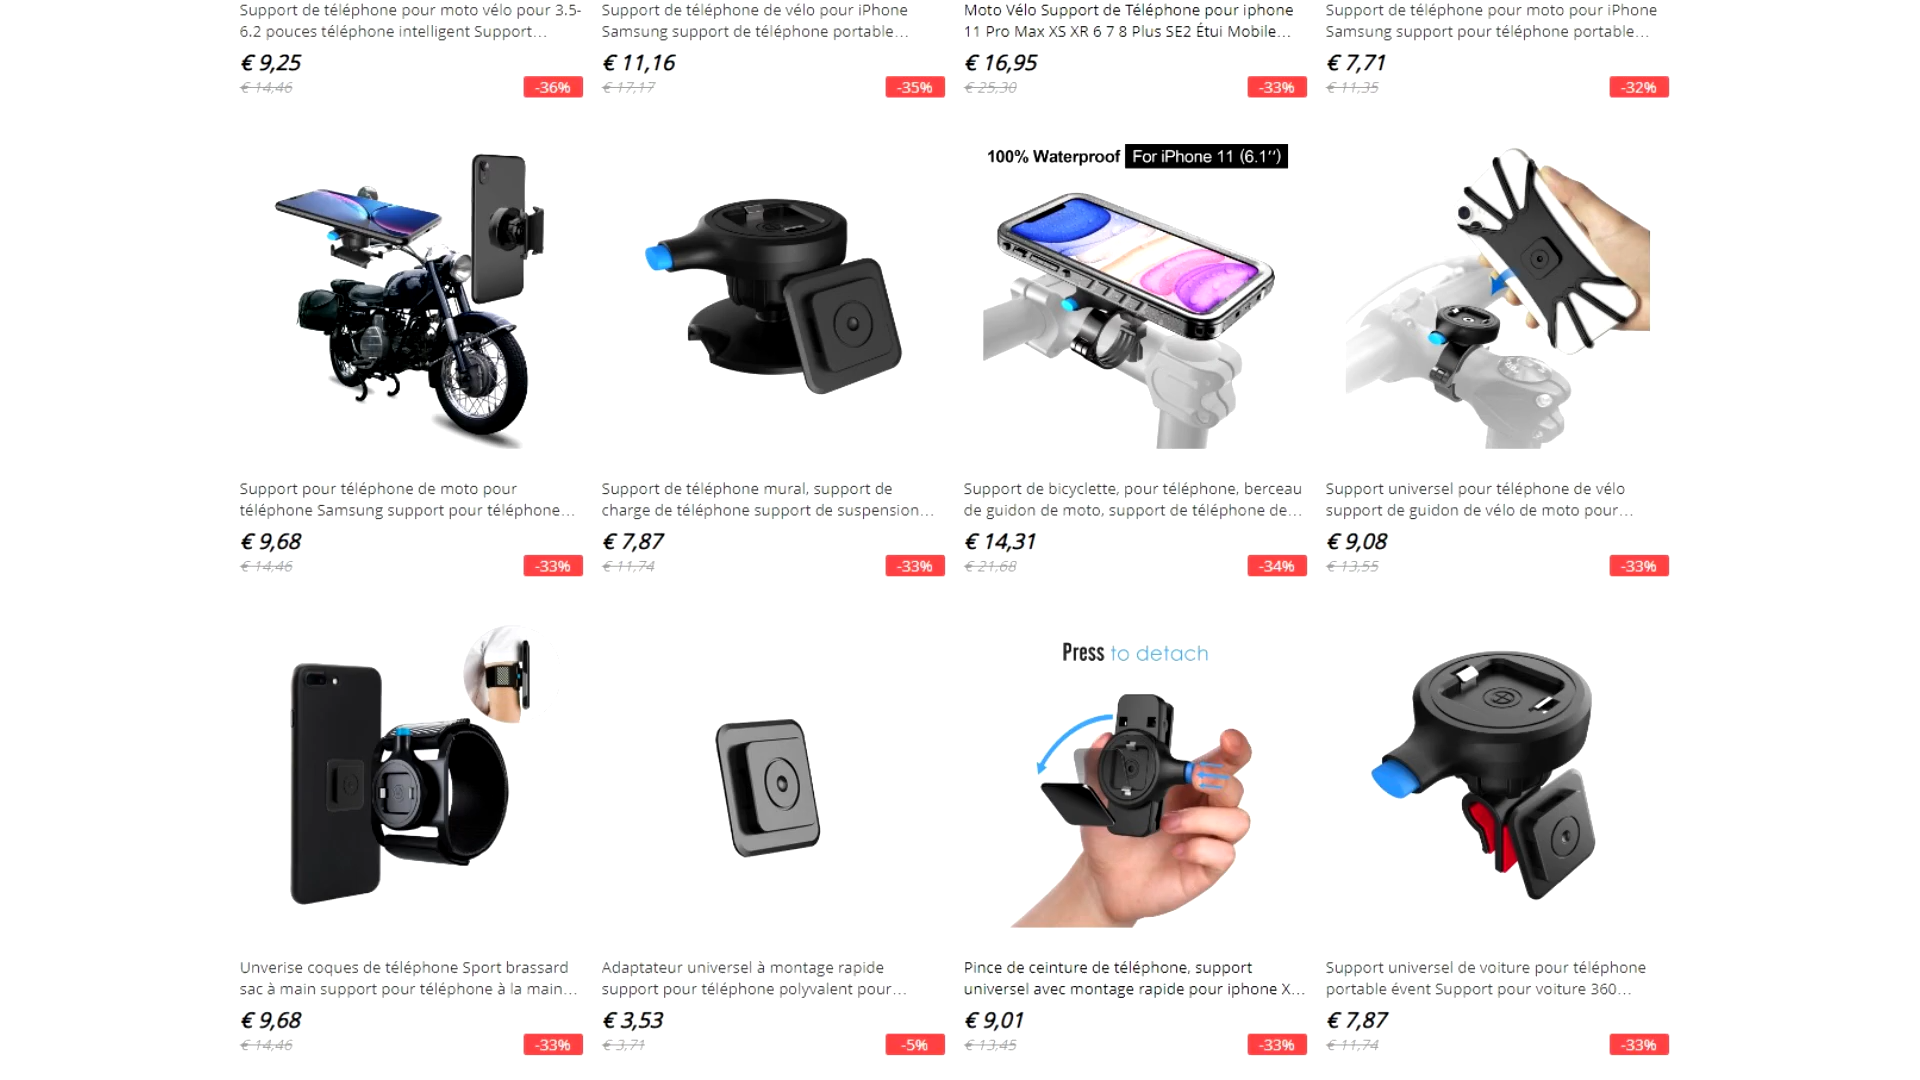 Support de téléphone pour moto vélo pour 3.5-
6.2 pouces téléphone intelligent Support...
€ 9,25
€ 14,46
-36%
Support de téléphone de vélo pour iPhone
Samsung support de téléphone portable...
€ 11,16
€ 17,17
-35%
Moto Vélo Support de Téléphone pour iphone
11 Pro Max XS XR 6 7 8 Plus SE2 Étui Mobile...
€ 16,95
€ 25,30
-33%
Support de téléphone pour moto pour iPhone
Samsung support pour téléphone portable...
€ 7,71
€ 11,35
-32%
100% Waterproof For iPhone 11 (6.1'')
Support pour téléphone de moto pour
téléphone Samsung support pour téléphone...
€ 9,68
€ 14,46
-33%
Support de téléphone mural, support de
charge de téléphone support de suspension...
€ 7,87
€ 11,74
-33%
Support de bicyclette, pour téléphone, berceau
de guidon de moto, support de téléphone de...
€ 14,31
€ 21,68
-34%
Support universel pour téléphone de vélo
support de guidon de vélo de moto pour...
€ 9,08
€ 13,55
-33%
Press to detach
Unverise coques de téléphone Sport brassard
sac à main support pour téléphone à la main...
€ 9,68
€ 14,46
-33%
Adaptateur universel à montage rapide
support pour téléphone polyvalent pour...
€ 3,53
€ 3,71
-5%
Pince de ceinture de téléphone, support
universel avec montage rapide pour iphone X...
€ 9,01
€ 13,45
-33%
Support universel de voiture pour téléphone
portable évent Support pour voiture 360...
€ 7,87
€ 11,74
-33%